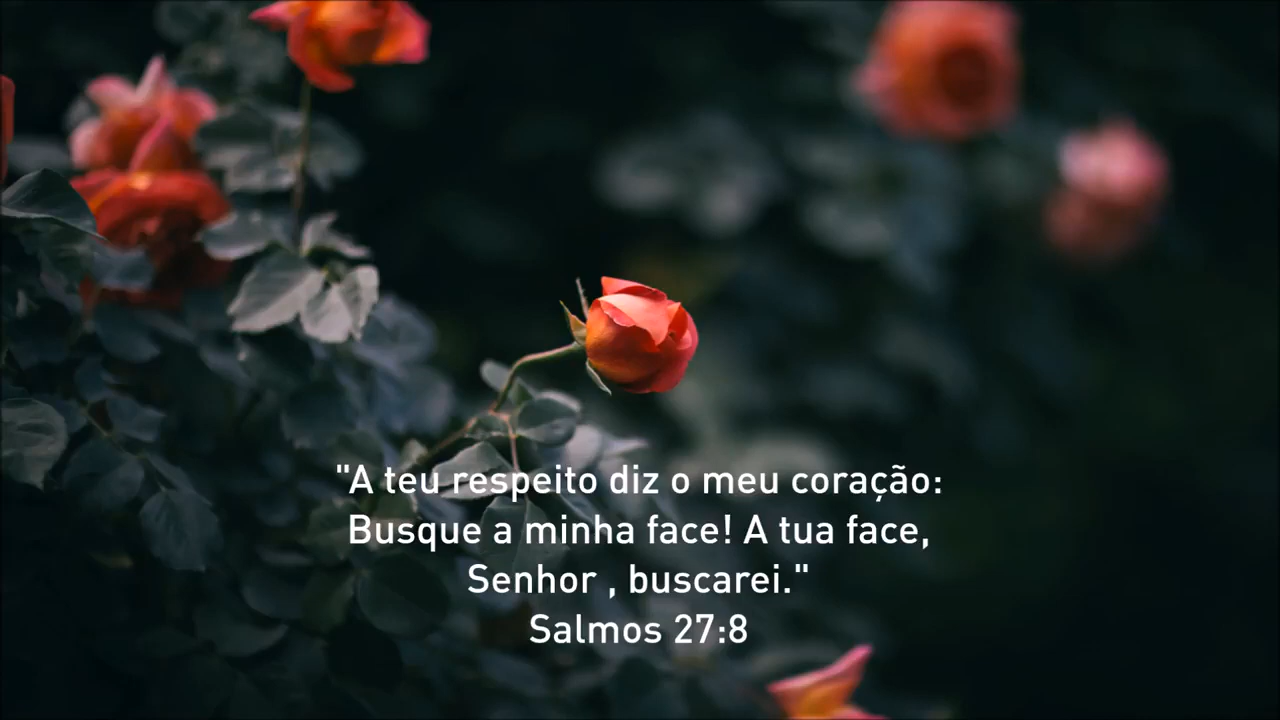 "A teu respeito diz o meu coração:
Busque a minha face! A tua face,
Senhor , buscarei."
Salmos 27:8